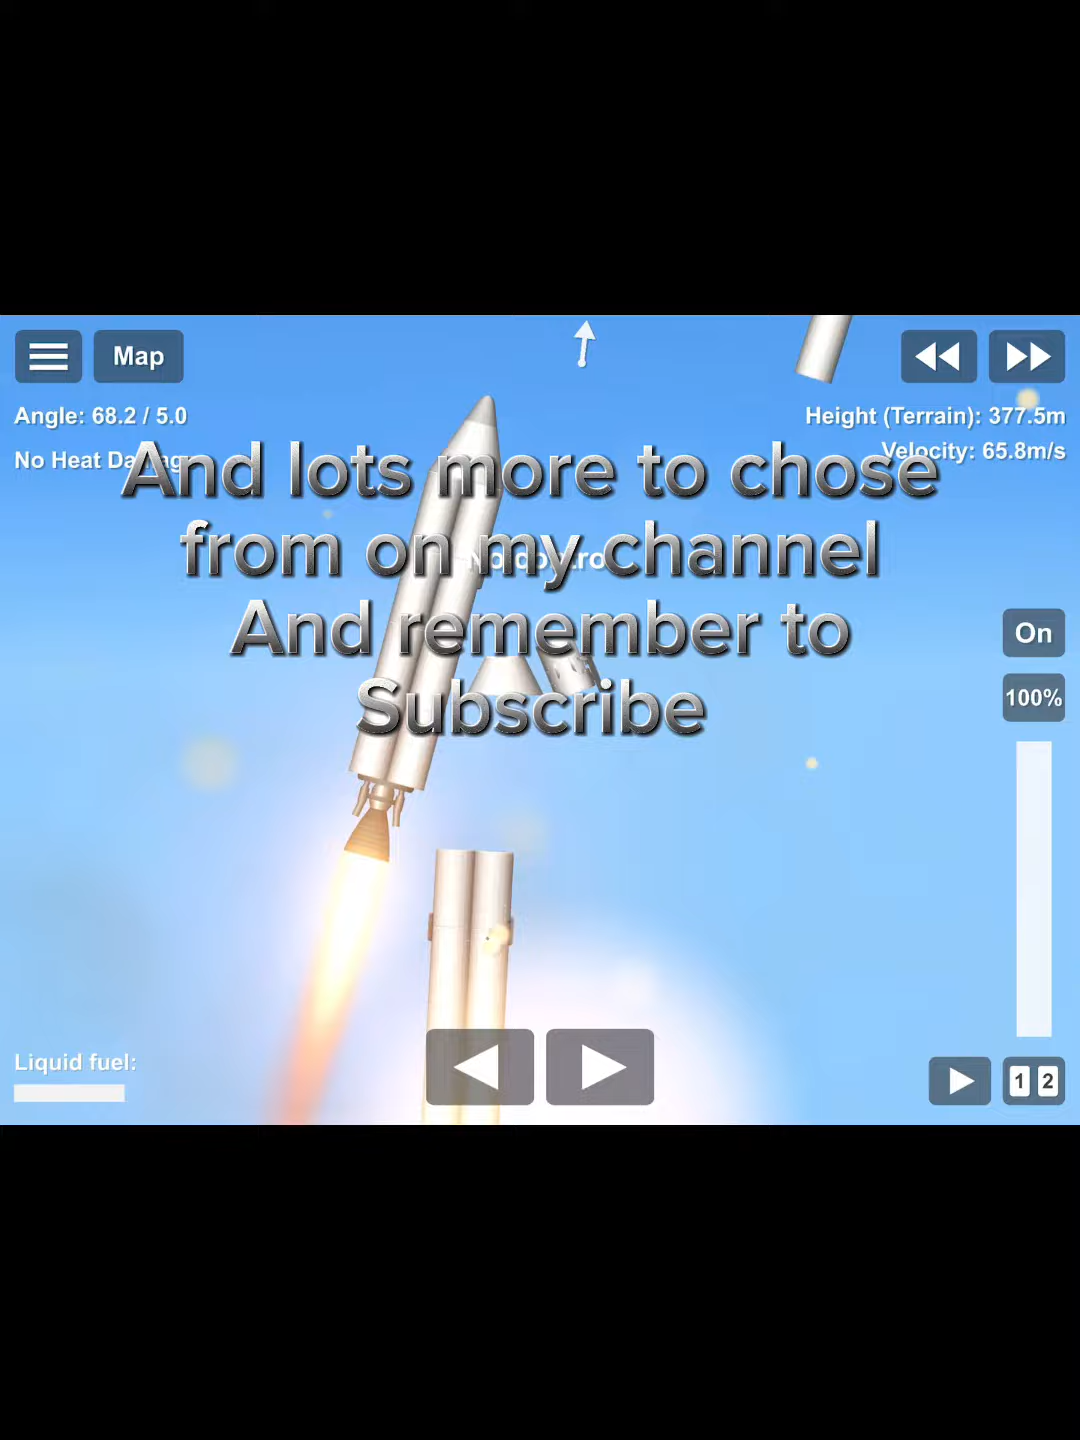 Map
Angle: 68.2 / 5.0
Height (Terrain): 377.5m
No Heat
Velocity: 65.8m/s
And lots more to chose
from on my channel
And remember to
Subscribe
On
100%
Liquid fuel:
1 2